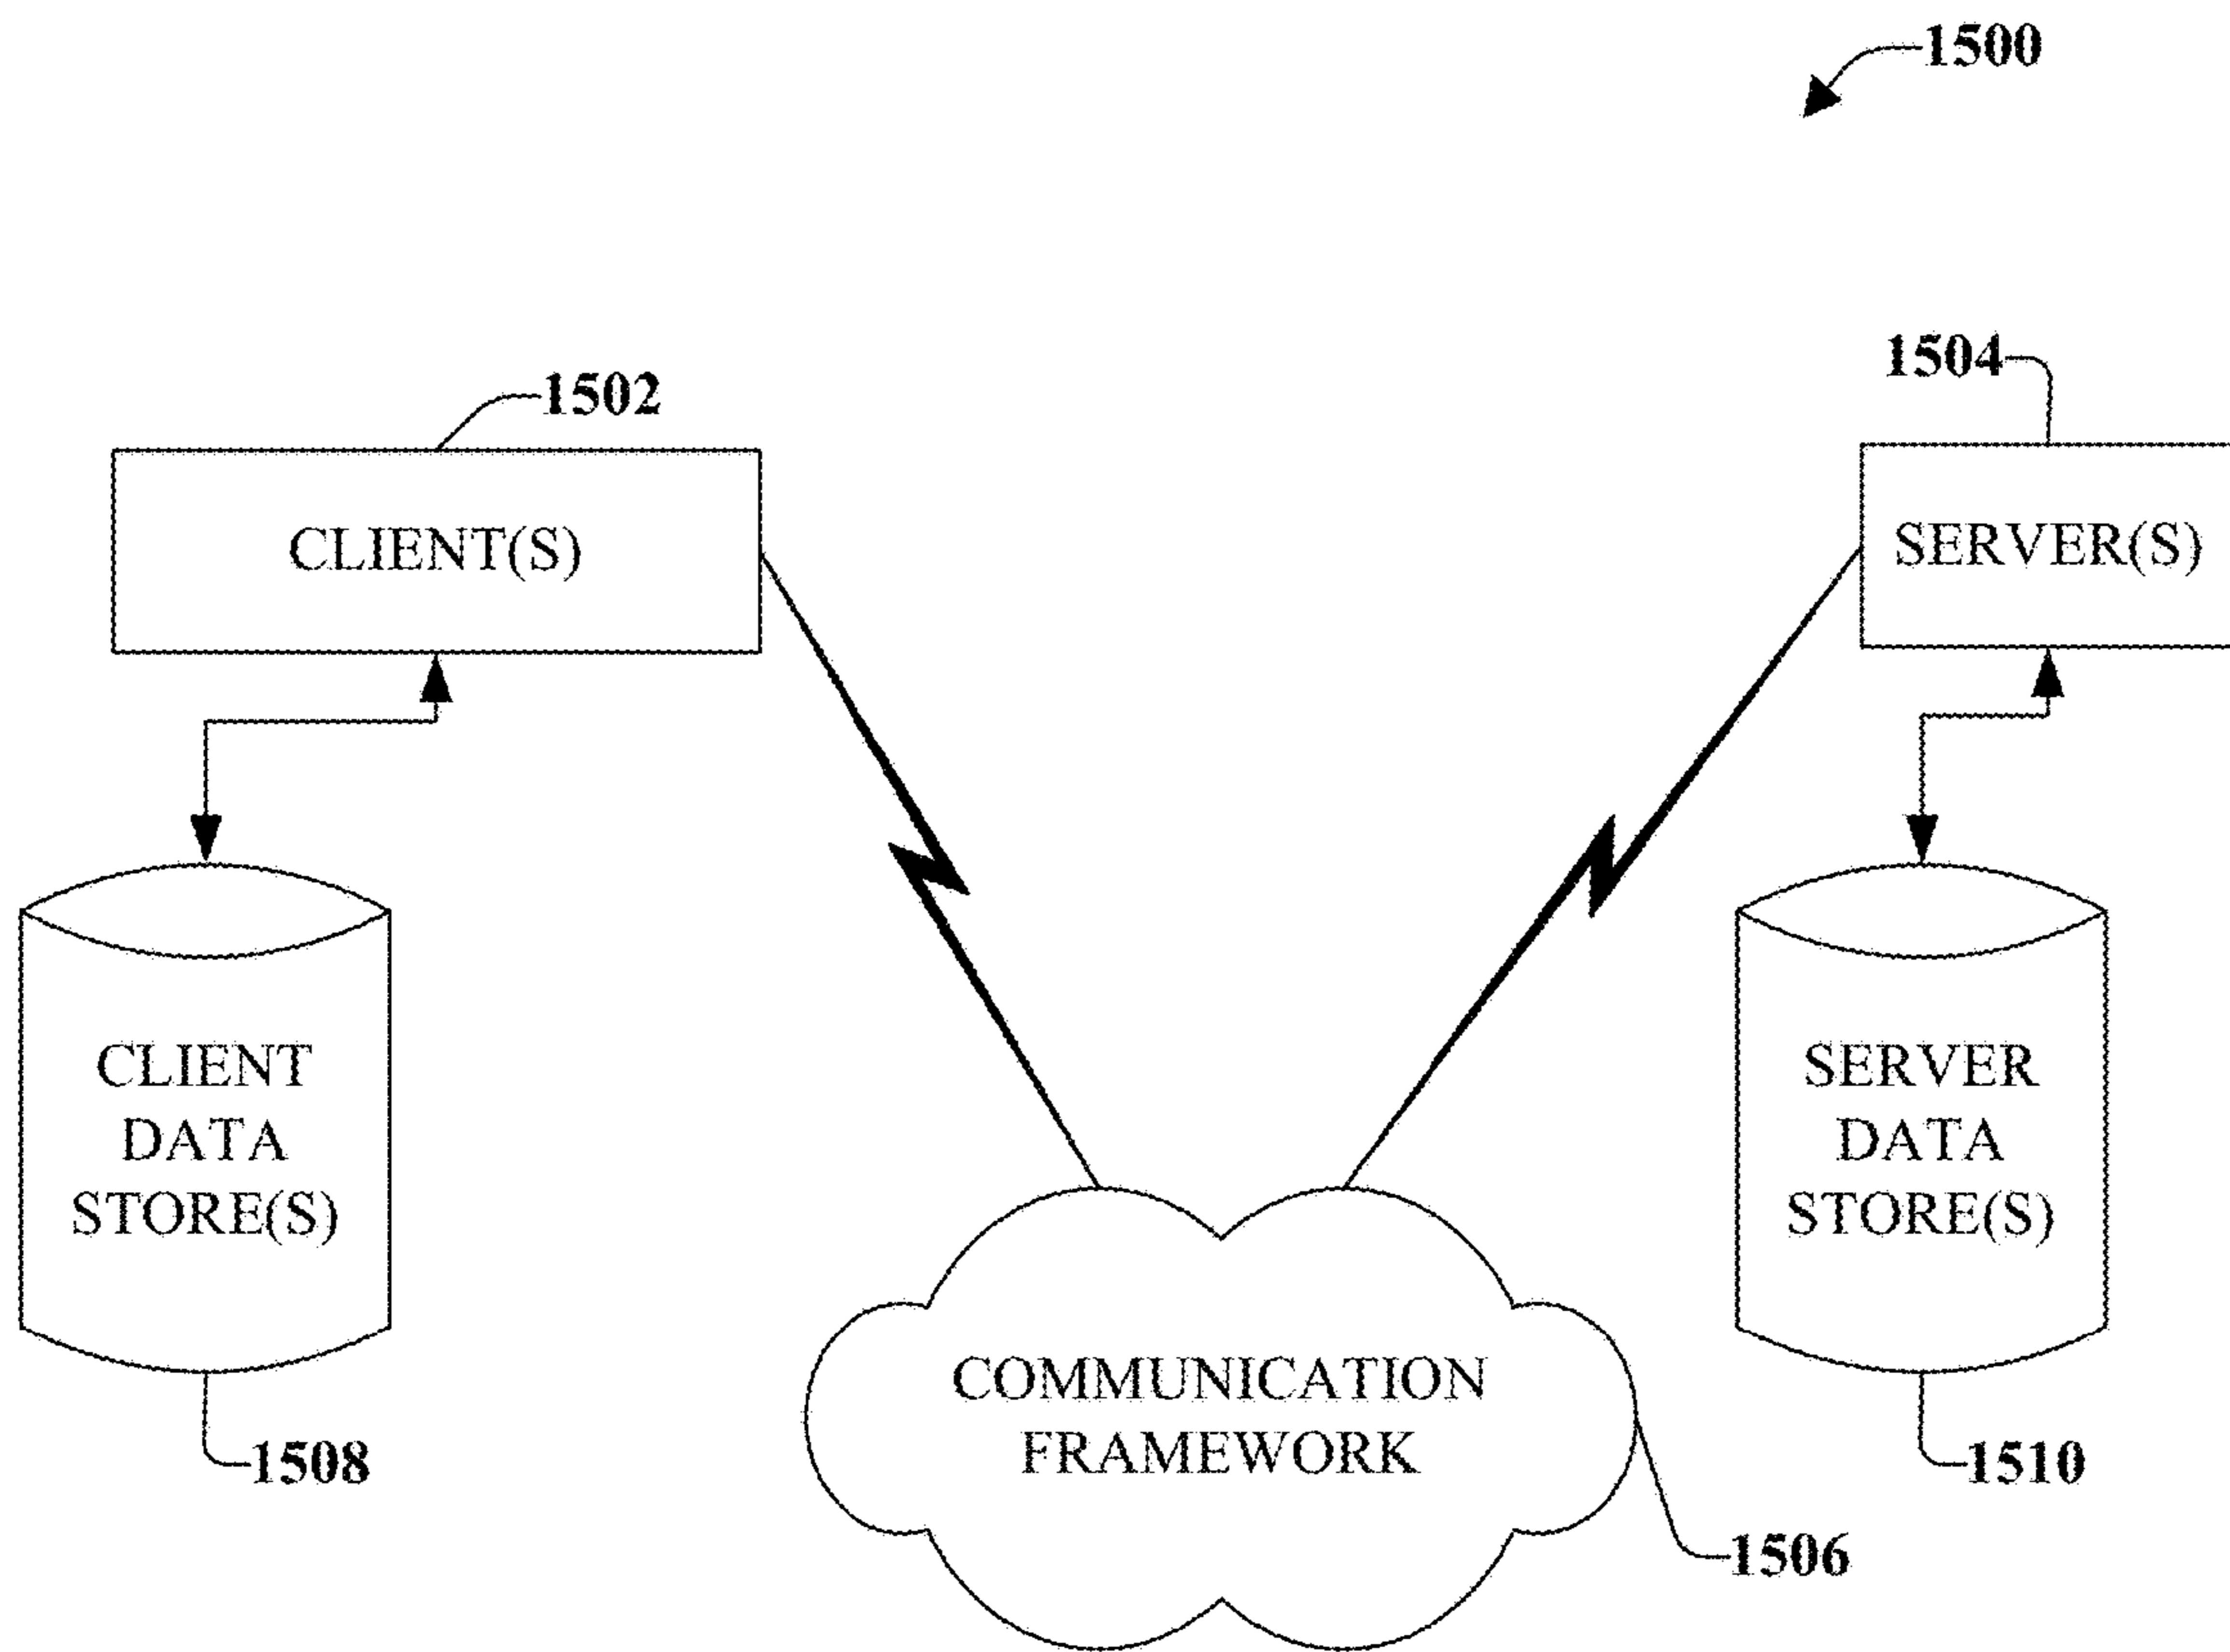 1500
1504
1502
CLIENT(S)
SERVER(S)
CLIENT
DATA
STORE(S)
SERVER
DATA
STORE(S)
COMMUNICATION
FRAMEWORK
1508
1510
1506